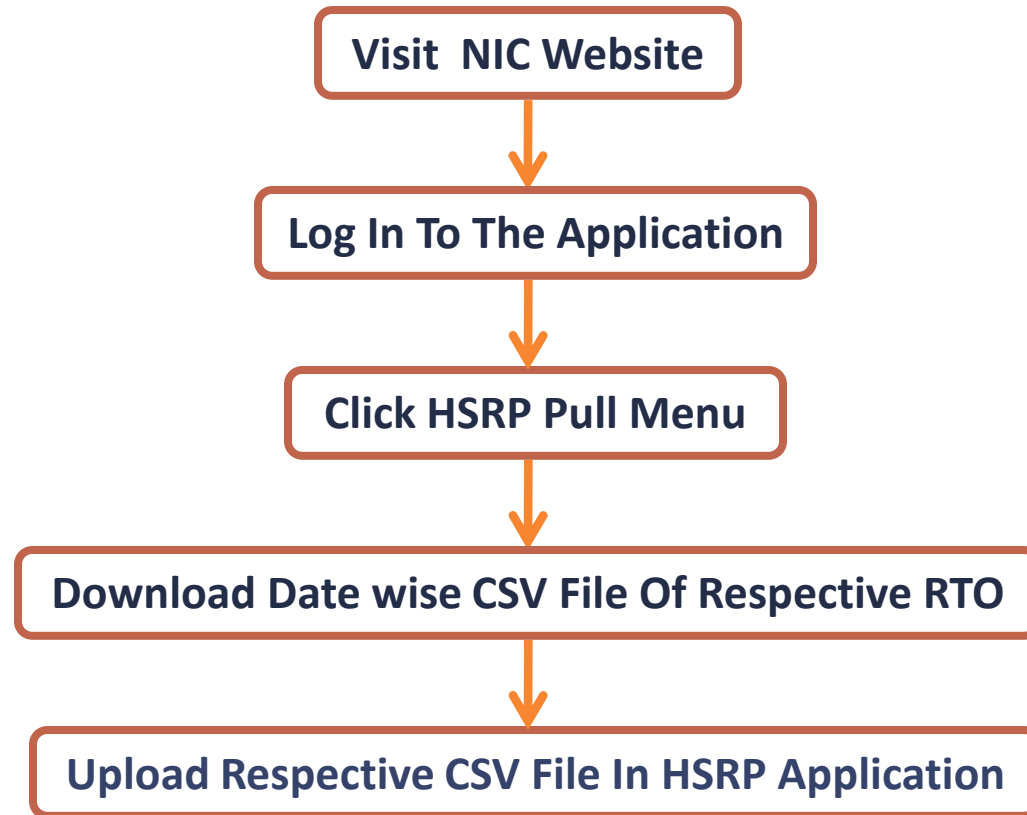 Visit  NIC Website
Log In To The Application
Click HSRP Pull Menu
Download Date wise CSV File Of Respective RTO
Upload Respective CSV File In HSRP Application